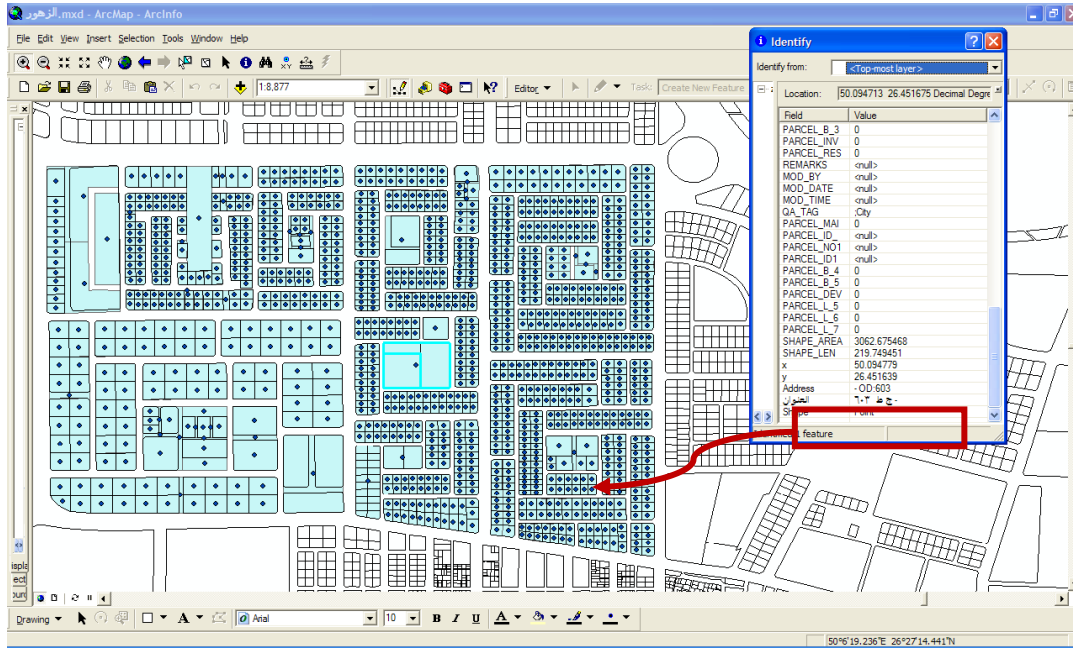 الزهور.mxd - ArcMap - ArcInfo
File Edit View Insert Selection Tools Window Help
1:8,877
Editor
Task: Create New Feature
Identify
Identify from: <Top-most layer>
Location: 50.094713 26.451675 Decimal Degre
Field Value
PARCEL_B_3 0
PARCEL_INV 0
PARCEL_RES 0
REMARKS <null>
MOD_BY <null>
MOD_DATE <null>
MOD_TIME <null>
QA_TAG ;City
PARCEL_MAI 0
PARCEL_ID_ <null>
PARCEL_NO1 <null>
PARCEL_ID1 <null>
PARCEL_B_4 0
PARCEL_B_5 0
PARCEL_DEV 0
PARCEL_L_5 0
PARCEL_L_6 0
PARCEL_L_7 0
SHAPE_AREA 3062.675468
SHAPE_LEN 219.749451
x 50.094779
y 26.451639
Address - OD 603
العنوان - ج ط ٦٠٣
Shape Point
1 feature
Drawing
A
Arial
10
B I U A
50°6'19.236"E 26°27'14.441"N